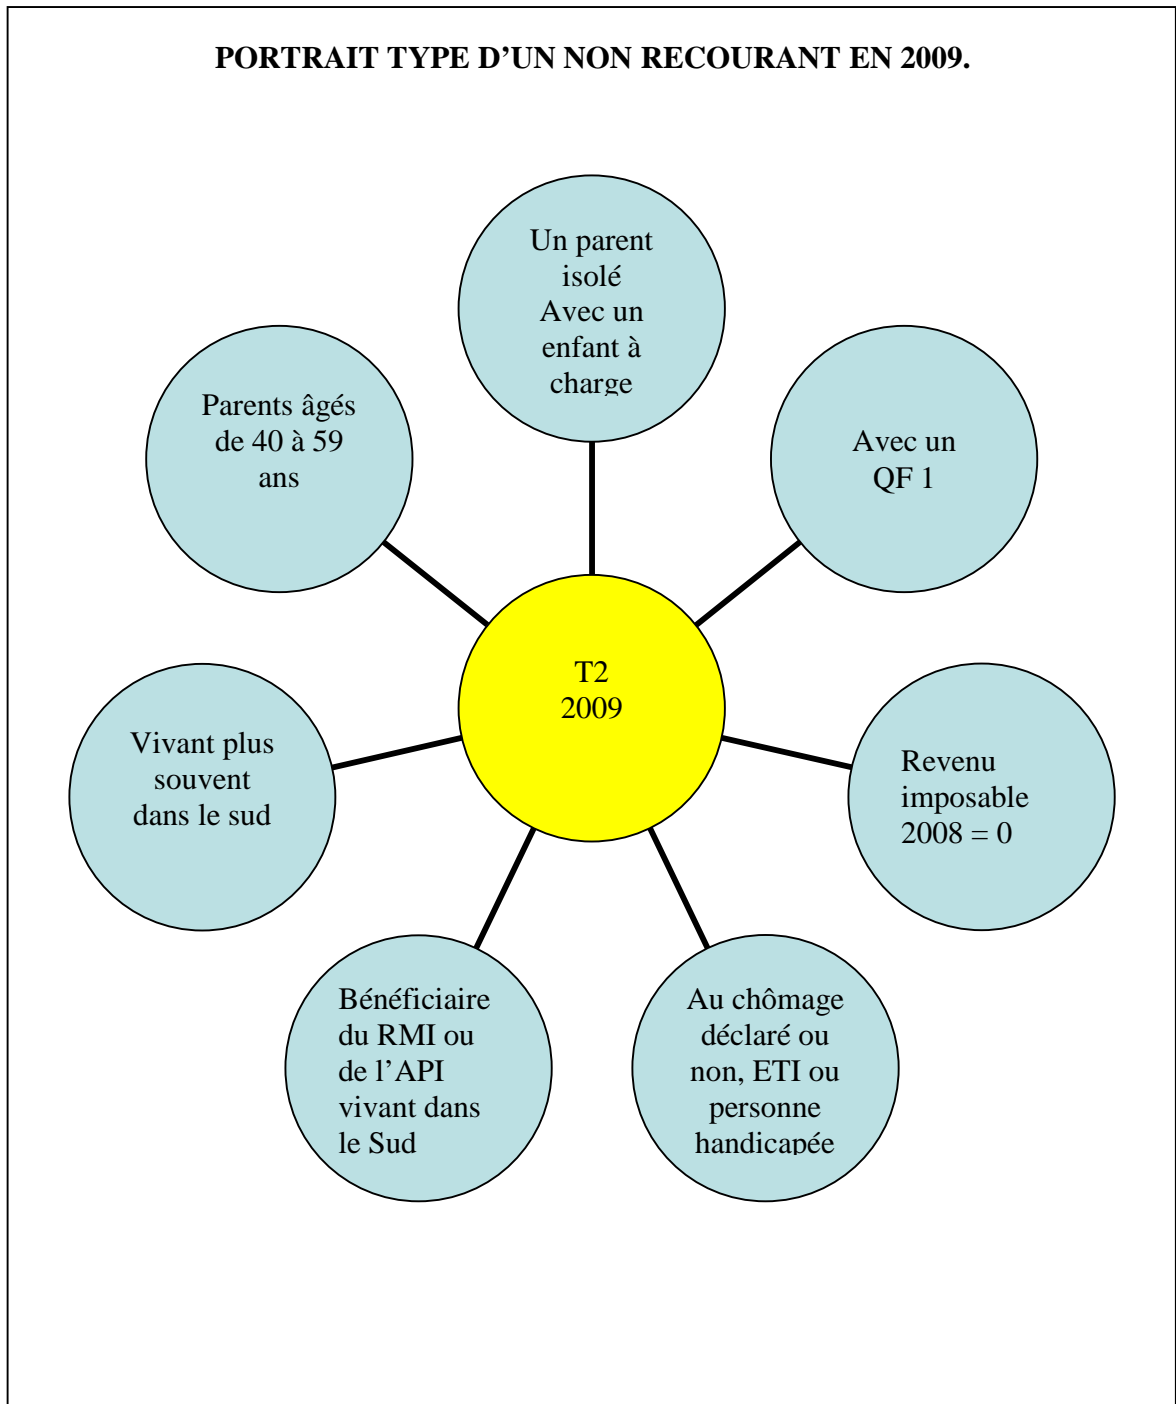 PORTRAIT TYPE D'UN NON RECOURANT EN 2009.
Un parent
isolé
Avec un
enfant à
charge
Avec un
QF 1
Revenu
imposable
2008 = 0
Au chômage
déclaré ou
non, ETI ou
personne
handicapée
Bénéficiaire
du RMI ou
de l'API
vivant dans
le Sud
Vivant plus
souvent
dans le sud
Parents âgés
de 40 à 59
ans
T2
2009